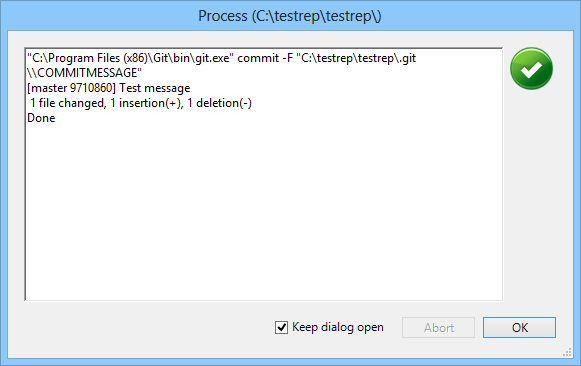 Process (C:\testrep\testrep\)
"C:\Program Files (x86)\Git\bin\git.exe" commit -F "C:\testrep\testrep\.git
\\COMMITMESSAGE"
[master 9710860] Test message
1 file changed, 1 insertion(+), 1 deletion(-)
Done
Keep dialog open
Abort
OK